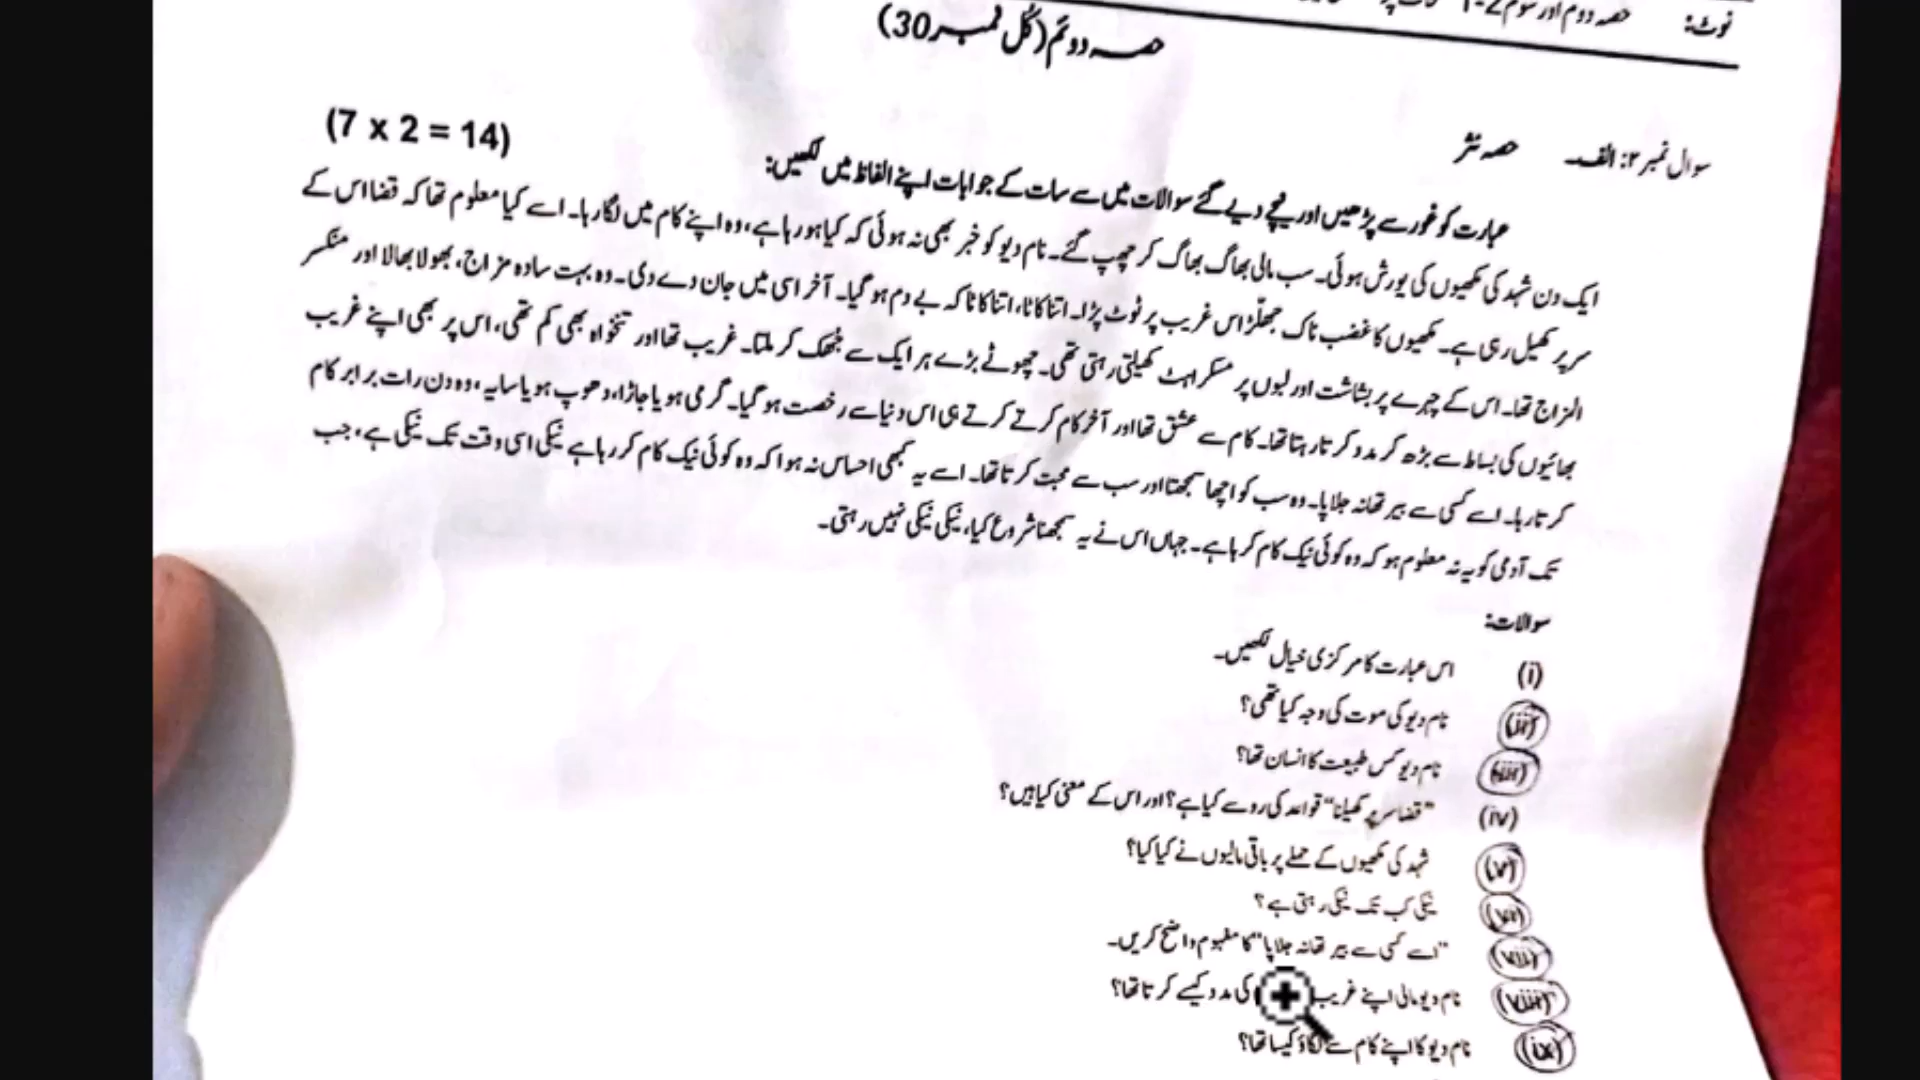 نوٹ: حصہ دوم اور سوم کے
حصہ دوئم (کُل نمبر 30)
سوال نمبر ۲: الف۔ حصہ نثر
(7 x 2 = 14)
عبارت کو غور سے پڑھیں اور نیچے دیے گئے سوالات میں سے سات کے جوابات اپنے الفاظ میں لکھیں:
ایک دن شہد کی مکھیوں کی یورش ہوئی۔ سب مالی بھاگ بھاگ کر چھپ گئے۔ نام دیو کو خبر بھی نہ ہوئی کہ کیا ہو رہا ہے، وہ اپنے کام میں لگا رہا۔ اسے کیا معلوم تھا کہ قضا اس کے
سر پر کھیل رہی ہے۔ مکھیوں کا غضب ناک جھلّڑ اس غریب پر ٹوٹ پڑا۔ اتنا کاٹا، اتنا کاٹا کہ بے دم ہو گیا۔ آخر اسی میں جان دے دی۔ وہ بہت سادہ مزاج، بھولا بھالا اور منکسر
المزاج تھا۔ اس کے چہرے پر بشاشت اور لبوں پر مسکراہٹ کھیلتی رہتی تھی۔ چھوٹے بڑے ہر ایک سے جُھک کر ملتا۔ غریب تھا اور تنخواہ بھی کم تھی، اس پر بھی اپنے غریب
بھائیوں کی بساط سے بڑھ کر مدد کرتا رہتا تھا۔ کام سے عشق تھا اور آخر کام کرتے کرتے ہی اس دنیا سے رخصت ہو گیا۔ گرمی ہو یا جاڑا، دھوپ ہو یا سایہ، وہ دن رات برابر کام
کرتا رہا۔ اسے کسی سے بیر تھا نہ جلاپا۔ وہ سب کو اچھا سمجھتا اور سب سے محبت کرتا تھا۔ اسے یہ کبھی احساس نہ ہوا کہ وہ کوئی نیک کام کر رہا ہے نیکی اسی وقت تک نیکی ہے، جب
تک آدمی کو یہ نہ معلوم ہو کہ وہ کوئی نیک کام کر رہا ہے۔ جہاں اس نے یہ سمجھنا شروع کیا، نیکی نیکی نہیں رہتی۔
سوالات:
(i) اس عبارت کا مرکزی خیال لکھیں۔
(ii) نام دیو کی موت کی وجہ کیا تھی؟
(iii) نام دیو کس طبیعت کا انسان تھا؟
(iv) "قضا سر پر کھیلنا" قواعد کی رو سے کیا ہے؟ اور اس کے معنی کیا ہیں؟
(v) شہد کی مکھیوں کے حملے پر باقی مالیوں نے کیا کیا؟
(vi) نیکی کب تک نیکی رہتی ہے؟
(vii) "اسے کسی سے بیر تھا نہ جلاپا" کا مفہوم واضح کریں۔
(viii) نام دیو مالی اپنے غریب کی مدد کیسے کرتا تھا؟
(ix) نام دیو کا اپنے کام سے لگاؤ کیسا تھا؟